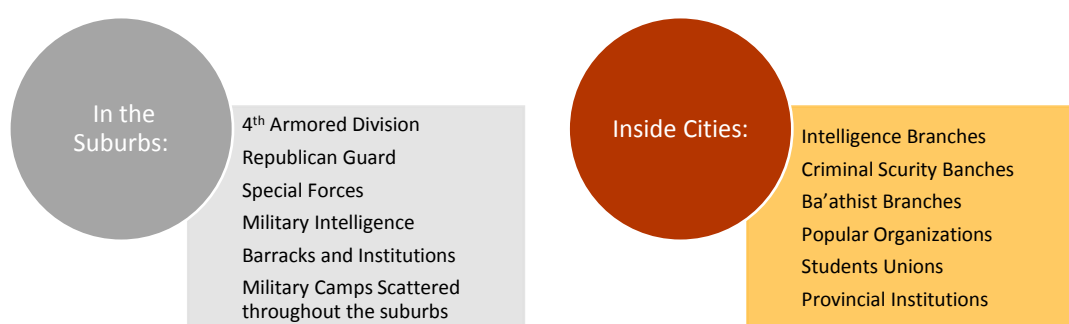 In the
Suburbs:
4th Armored Division
Republican Guard
Special Forces
Military Intelligence
Barracks and Institutions
Military Camps Scattered
throughout the suburbs
Inside Cities:
Intelligence Branches
Criminal Scurity Banches
Ba’athist Branches
Popular Organizations
Students Unions
Provincial Institutions